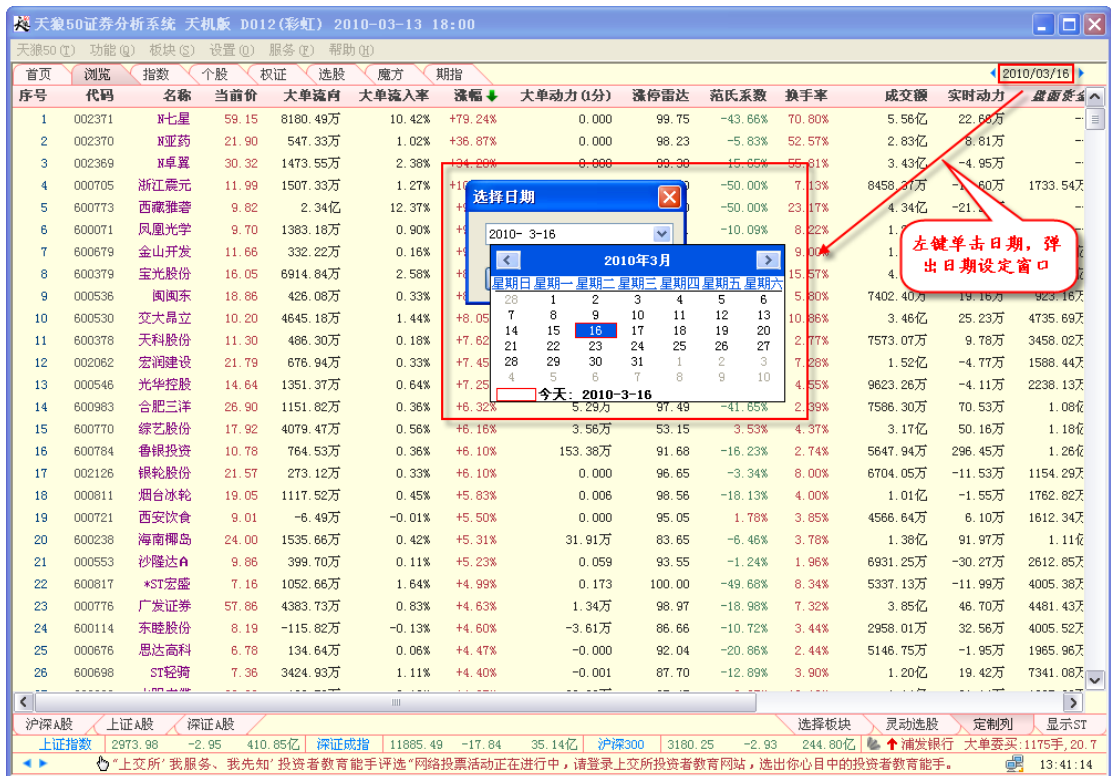 天狼50证券分析系统 天机版 D012(彩虹) 2010-03-13 18:00
天狼50(T) 功能(Q) 板块(S) 设置(O) 服务(F) 帮助(H)
首页 浏览 指数 个股 权证 选股 魔方 期指 2010/03/16
序号 代码 名称 当前价 大单流向 大单流入率 涨幅 大单动力(1分) 涨停雷达 范氏系数 换手率 成交额 实时动力
1 002371 N七星 59.15 8180.49万 10.42% +79.24% 0.000 99.75 -43.66% 70.80% 5.56亿 22.68万 --
2 002370 N亚药 21.90 547.33万 1.02% +36.87% 0.000 98.23 -5.83% 52.57% 2.83亿 8.81万 --
3 002369 N卓翼 30.32 1473.55万 2.38% 3.43亿 -4.95万 --
4 000705 浙江震元 11.99 1507.33万 1.27% -50.00% 7.13% 1733.54万
5 600773 西藏雅砻 9.82 2.34亿 12.37% -50.00% 23.17% 4.34亿
6 600071 凤凰光学 9.70 1383.18万 0.90% -10.09% 8.22%
7 600679 金山开发 11.66 332.22万 0.16%
8 600379 宝光股份 16.05 6914.84万 2.58% 15.57%
9 000536 闽闽东 18.86 426.08万 0.33% 5.80% 7402.40万 19.16万 923.16万
10 600530 交大昂立 10.20 4645.18万 1.44% +8.05 10.86% 3.46亿 25.23万 4735.69万
11 600378 天科股份 11.30 486.30万 0.18% +7.62 2.77% 7573.07万 9.78万 3458.02万
12 002062 宏润建设 21.79 676.94万 0.33% +7.45 7.28% 1.52亿 -4.77万 1588.44万
13 000546 光华控股 14.64 1351.37万 0.64% +7.25 4.55% 9623.26万 -4.11万 2238.13万
14 600983 合肥三洋 26.90 1151.82万 0.36% +6.32% 5.29万 97.49 -41.65% 2.39% 7586.30万 70.53万 1.08亿
15 600770 综艺股份 17.92 4079.47万 0.56% +6.16% 3.56万 53.15 3.53% 4.37% 3.17亿 50.16万 1.18亿
16 600784 鲁银投资 10.78 764.53万 0.36% +6.10% 153.38万 91.68 -16.23% 2.74% 5647.94万 296.45万 1.26亿
17 002126 银轮股份 21.57 273.12万 0.33% +6.10% 0.000 96.65 -3.34% 8.00% 6704.05万 -11.53万 1154.29万
18 000811 烟台冰轮 19.05 1117.52万 0.45% +5.83% 0.006 98.56 -18.13% 4.00% 1.01亿 -1.55万 1762.82万
19 000721 西安饮食 9.01 -6.49万 -0.01% +5.50% 0.000 95.05 1.78% 3.85% 4566.64万 6.10万 1612.34万
20 600238 海南椰岛 24.00 1535.66万 0.42% +5.31% 31.91万 83.65 -6.46% 3.78% 1.38亿 91.97万 1.11亿
21 000553 沙隆达A 9.86 399.70万 0.11% +5.23% 0.059 93.55 -1.24% 1.96% 6931.25万 -30.27万 2612.85万
22 600817 *ST宏盛 7.16 1052.66万 1.64% +4.99% 0.173 100.00 -49.68% 8.34% 5337.13万 -11.99万 4005.38万
23 000776 广发证券 57.86 4383.73万 0.83% +4.63% 1.34万 98.97 -18.98% 7.32% 3.85亿 46.70万 4481.43万
24 600114 东睦股份 8.19 -115.82万 -0.13% +4.60% -3.61万 86.66 -10.72% 3.44% 2958.01万 32.56万 4005.52万
25 000676 思达高科 6.78 134.64万 0.06% +4.47% -0.000 92.04 -20.86% 2.44% 5146.75万 -1.95万 1965.96万
26 600698 ST轻骑 7.36 3424.93万 1.11% +4.40% -0.001 87.70 -12.89% 3.90% 1.20亿 19.42万 7341.08万
选择日期
2010- 3-16
2010年3月
星期日 星期一 星期二 星期三 星期四 星期五 星期六
28 1 2 3 4 5 6
7 8 9 10 11 12 13
14 15 16 17 18 19 20
21 22 23 24 25 26 27
28 29 30 31 1 2 3
4 5 6 7 8 9 10
今天: 2010-3-16
左键单击日期，弹
出日期设定窗口
沪深A股 上证A股 深证A股 选择板块 灵动选股 定制列 显示ST
上证指数 2973.98 -2.95 410.85亿 深证成指 11885.49 -17.84 35.14亿 沪深300 3180.25 -2.93 244.80亿 浦发银行 大单委买:1175手,20.7
“上交所‘我服务、我先知’投资者教育能手评选”网络投票活动正在进行中，请登录上交所投资者教育网站，选出你心目中的投资者教育能手。 13:41:14